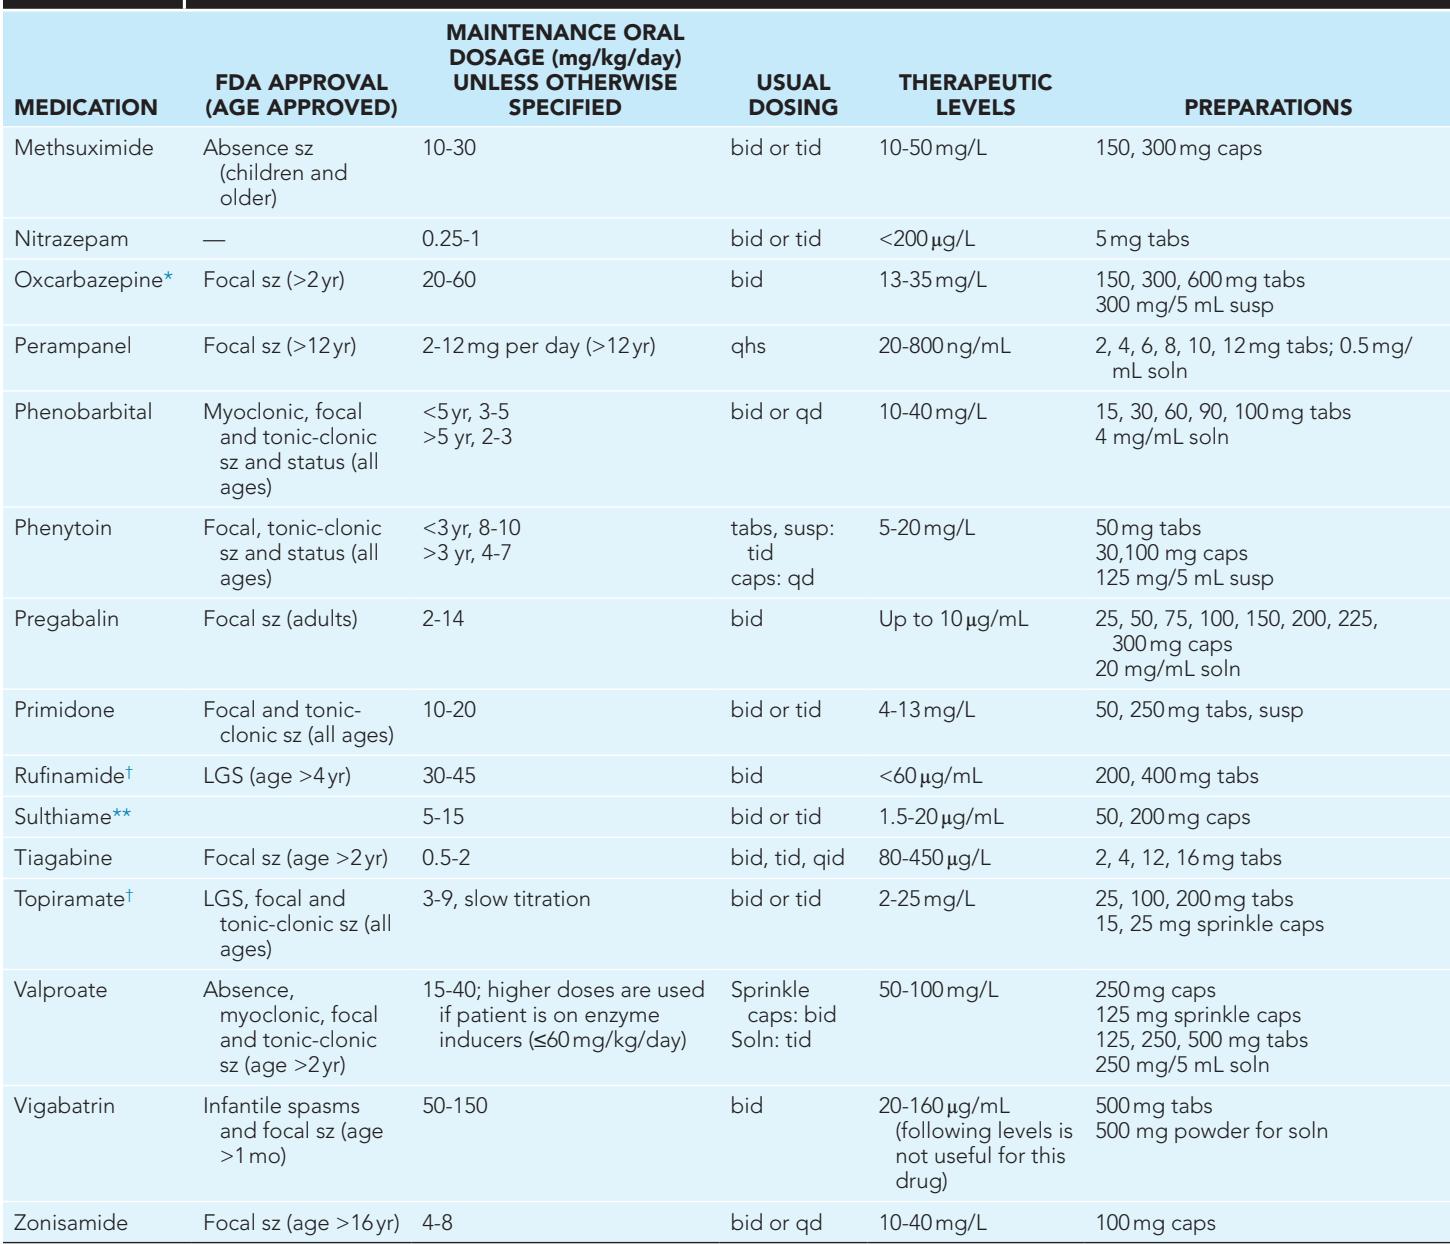 MEDICATION
FDA APPROVAL
(AGE APPROVED)
MAINTENANCE ORAL
DOSAGE (mg/kg/day)
UNLESS OTHERWISE
SPECIFIED
USUAL
DOSING
THERAPEUTIC
LEVELS
PREPARATIONS
Methsuximide
Absence sz
(children and
older)
10-30
bid or tid
10-50 mg/L
150, 300 mg caps
Nitrazepam
—
0.25-1
bid or tid
<200 μg/L
5 mg tabs
Oxcarbazepine*
Focal sz (>2 yr)
20-60
bid
13-35 mg/L
150, 300, 600 mg tabs
300 mg/5 mL susp
Perampanel
Focal sz (>12 yr)
2-12 mg per day (>12 yr)
qhs
20-800 ng/mL
2, 4, 6, 8, 10, 12 mg tabs; 0.5 mg/
mL soln
Phenobarbital
Myoclonic, focal
and tonic-clonic
sz and status (all
ages)
<5 yr, 3-5
>5 yr, 2-3
bid or qd
10-40 mg/L
15, 30, 60, 90, 100 mg tabs
4 mg/mL soln
Phenytoin
Focal, tonic-clonic
sz and status (all
ages)
<3 yr, 8-10
>3 yr, 4-7
tabs, susp:
tid
caps: qd
5-20 mg/L
50 mg tabs
30,100 mg caps
125 mg/5 mL susp
Pregabalin
Focal sz (adults)
2-14
bid
Up to 10 μg/mL
25, 50, 75, 100, 150, 200, 225,
300 mg caps
20 mg/mL soln
Primidone
Focal and tonic-
clonic sz (all ages)
10-20
bid or tid
4-13 mg/L
50, 250 mg tabs, susp
Rufinamide†
LGS (age >4 yr)
30-45
bid
<60 μg/mL
200, 400 mg tabs
Sulthiame**
5-15
bid or tid
1.5-20 μg/mL
50, 200 mg caps
Tiagabine
Focal sz (age >2 yr)
0.5-2
bid, tid, qid
80-450 μg/L
2, 4, 12, 16 mg tabs
Topiramate†
LGS, focal and
tonic-clonic sz (all
ages)
3-9, slow titration
bid or tid
2-25 mg/L
25, 100, 200 mg tabs
15, 25 mg sprinkle caps
Valproate
Absence,
myoclonic, focal
and tonic-clonic
sz (age >2 yr)
15-40; higher doses are used
if patient is on enzyme
inducers (≤60 mg/kg/day)
Sprinkle
caps: bid
Soln: tid
50-100 mg/L
250 mg caps
125 mg sprinkle caps
125, 250, 500 mg tabs
250 mg/5 mL soln
Vigabatrin
Infantile spasms
and focal sz (age
>1 mo)
50-150
bid
20-160 μg/mL
(following levels is
not useful for this
drug)
500 mg tabs
500 mg powder for soln
Zonisamide
Focal sz (age >16 yr)
4-8
bid or qd
10-40 mg/L
100 mg caps